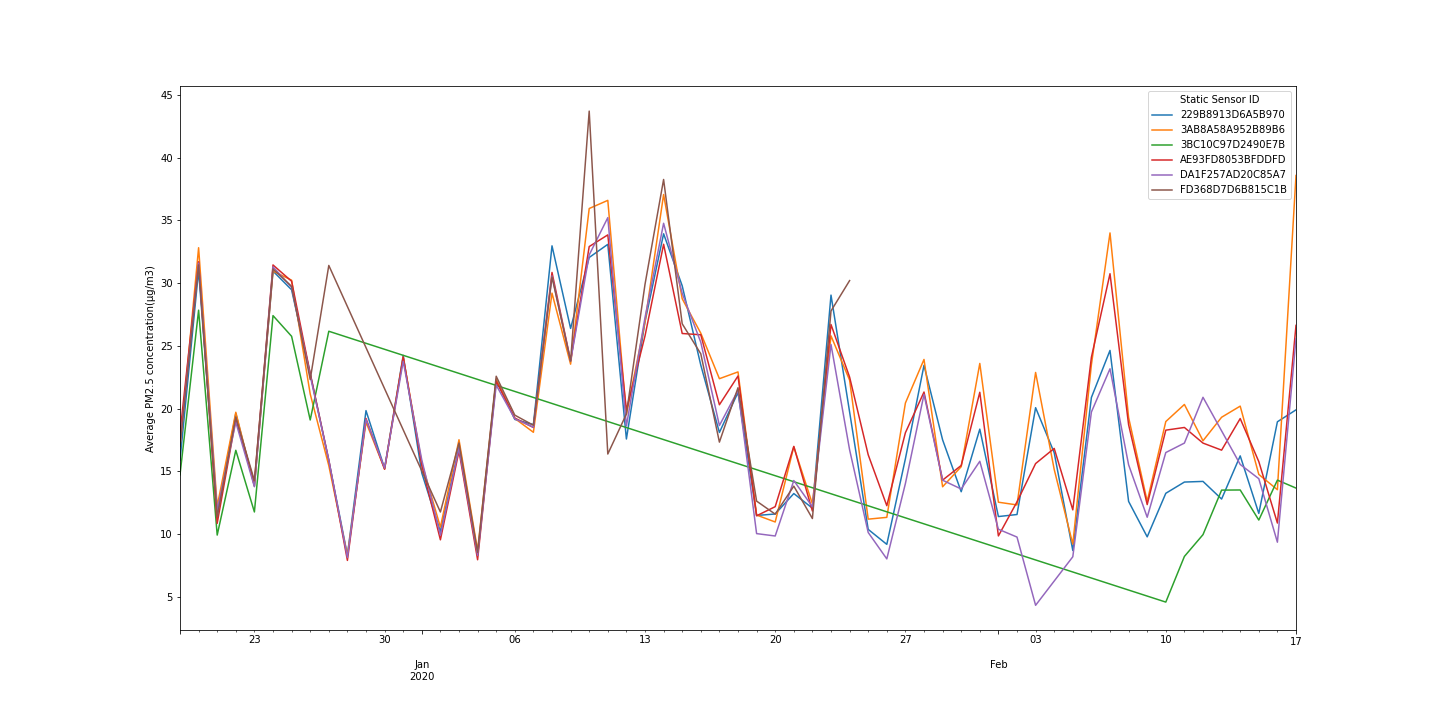 Average PM2.5 concentration(µg/m3)
45
40
35
30
25
20
15
10
5
Static Sensor ID
229B8913D6A5B970
3AB8A58A952B89B6
3BC10C97D2490E7B
AE93FD8053BFDDFD
DA1F257AD20C85A7
FD368D7D6B815C1B
23 30 06 13 20 27 03 10 17
Jan Feb
2020